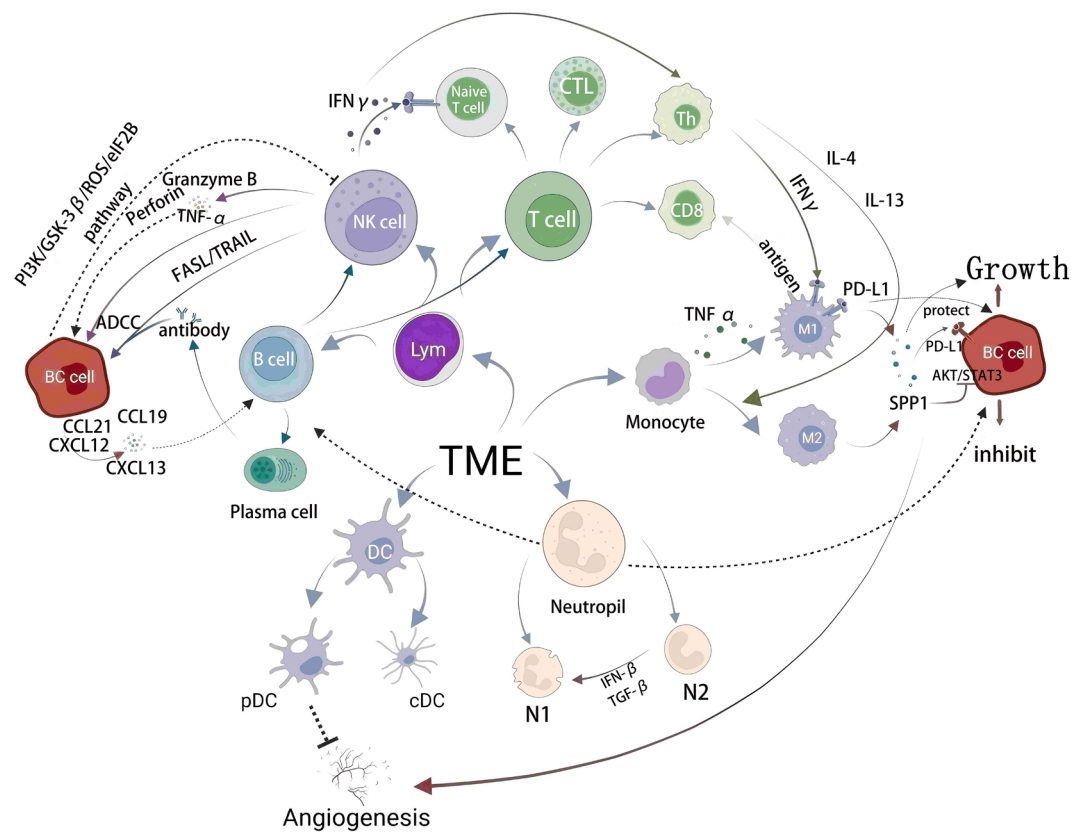 IFN γ
Naive
T cell
CTL
Th
IL-4
IL-13
IFN γ
PI3K/GSK-3 β/ROS/eIF2B
pathway
Granzyme B
Perforin
TNF- α
NK cell
T cell
CD8
antigen
FASL/TRAIL
ADCC
antibody
PD-L1
Growth
protect
TNF α
M1
PD-L1
BC cell
AKT/STAT3
BC cell
B cell
Lym
Monocyte
SPP1
M2
inhibit
CCL21
CCL19
CXCL12
CXCL13
TME
Plasma cell
DC
Neutropil
pDC
cDC
IFN- β
TGF- β
N1
N2
Angiogenesis